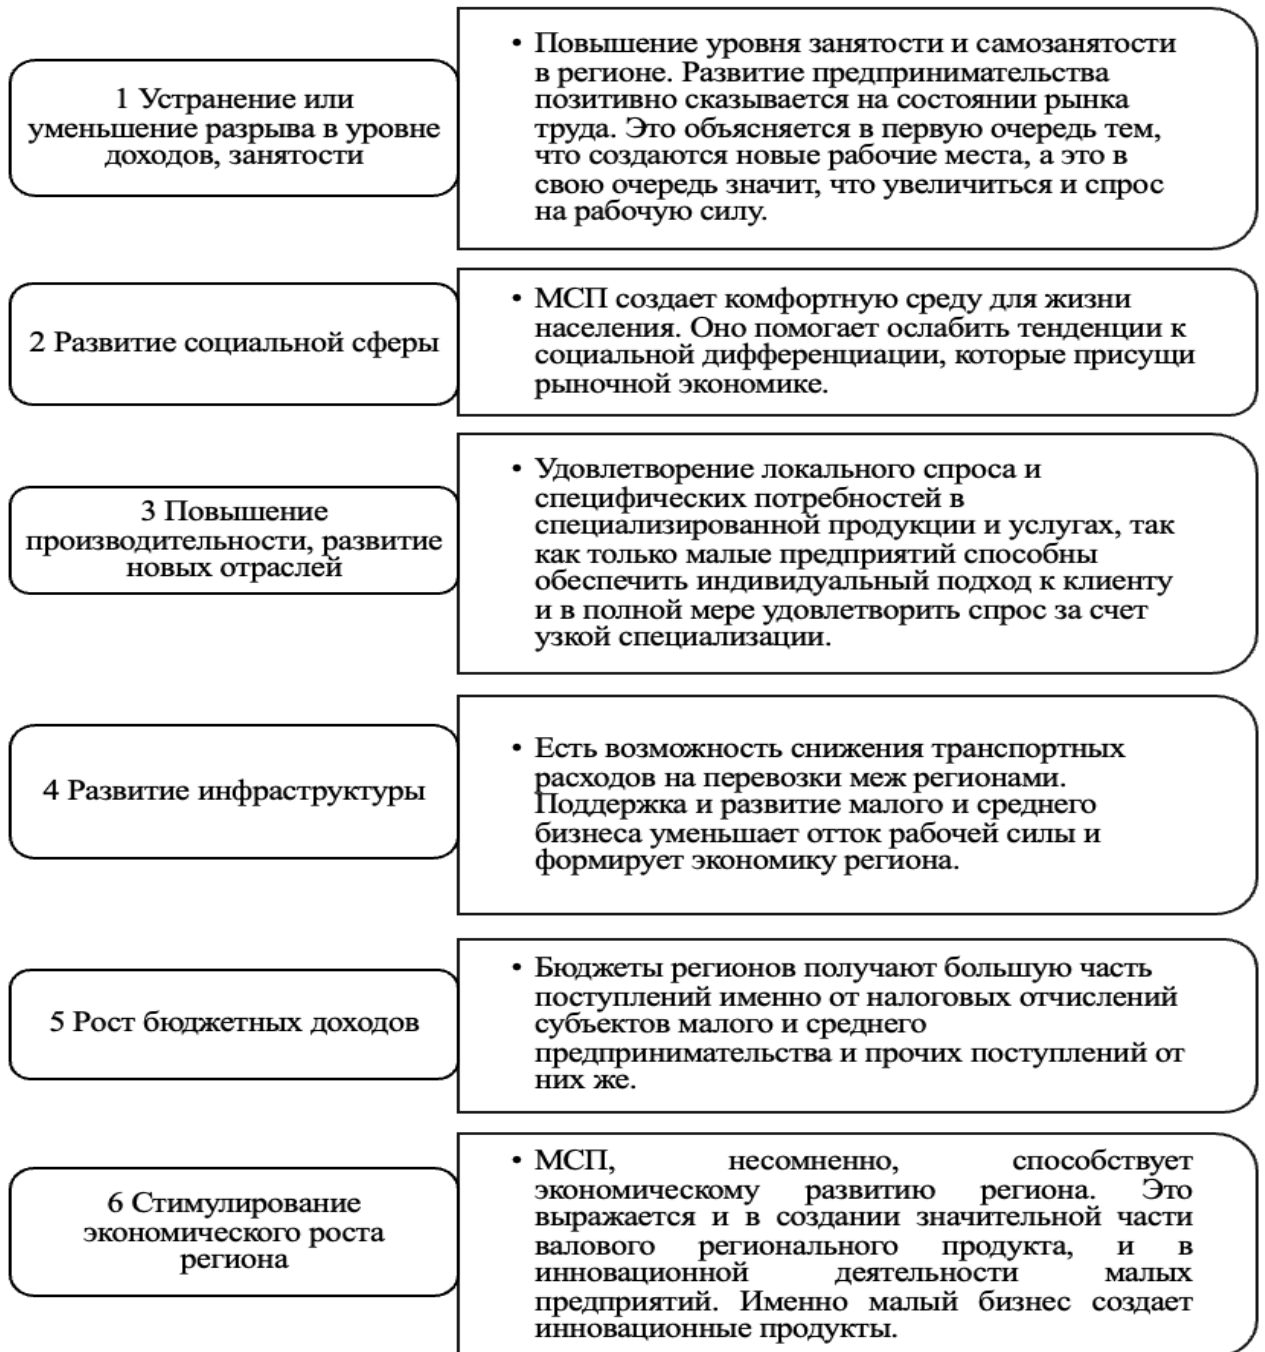 1 Устранение или
уменьшение разрыва в уровне
доходов, занятости
• Повышение уровня занятости и самозанятости
в регионе. Развитие предпринимательства
позитивно сказывается на состоянии рынка
труда. Это объясняется в первую очередь тем,
что создаются новые рабочие места, а это в
свою очередь значит, что увеличиться и спрос
на рабочую силу.
2 Развитие социальной сферы
• МСП создает комфортную среду для жизни
населения. Оно помогает ослабить тенденции к
социальной дифференциации, которые присущи
рыночной экономике.
3 Повышение
производительности, развитие
новых отраслей
• Удовлетворение локального спроса и
специфических потребностей в
специализированной продукции и услугах, так
как только малые предприятий способны
обеспечить индивидуальный подход к клиенту
и в полной мере удовлетворить спрос за счет
узкой специализации.
4 Развитие инфраструктуры
• Есть возможность снижения транспортных
расходов на перевозки меж регионами.
Поддержка и развитие малого и среднего
бизнеса уменьшает отток рабочей силы и
формирует экономику региона.
5 Рост бюджетных доходов
• Бюджеты регионов получают большую часть
поступлений именно от налоговых отчислений
субъектов малого и среднего
предпринимательства и прочих поступлений от
них же.
6 Стимулирование
экономического роста
региона
• МСП, несомненно, способствует
экономическому развитию региона. Это
выражается и в создании значительной части
валового регионального продукта, и в
инновационной деятельности малых
предприятий. Именно малый бизнес создает
инновационные продукты.